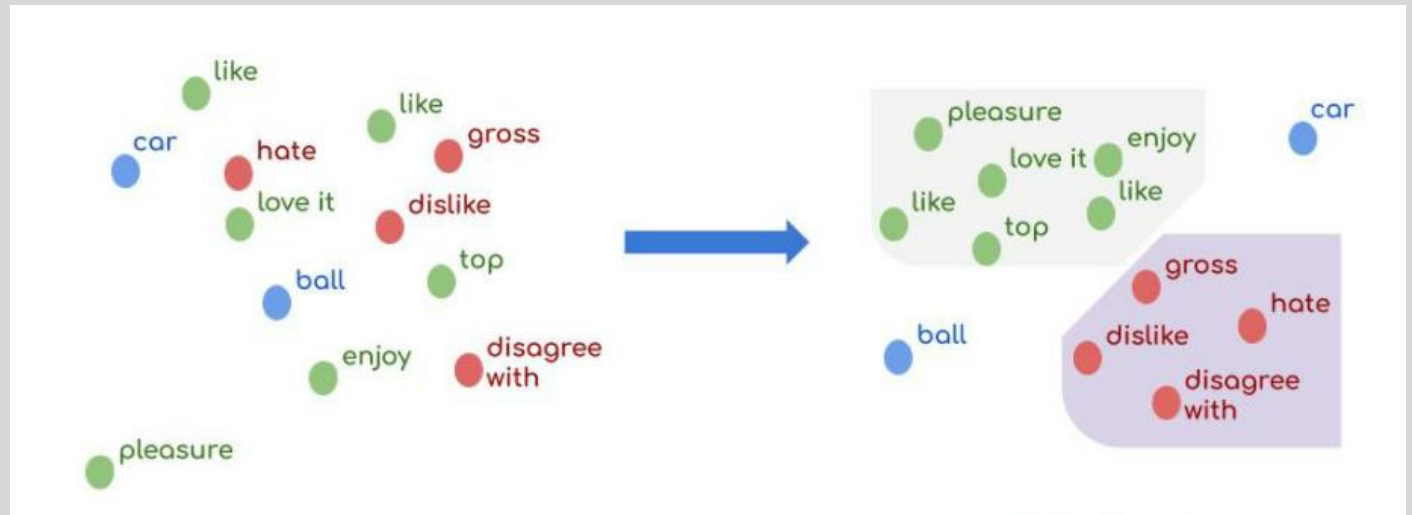 like
like
car
hate
gross
love it
dislike
top
ball
enjoy
disagree
with
pleasure
pleasure
car
enjoy
love it
like
like
top
gross
hate
ball
dislike
disagree
with